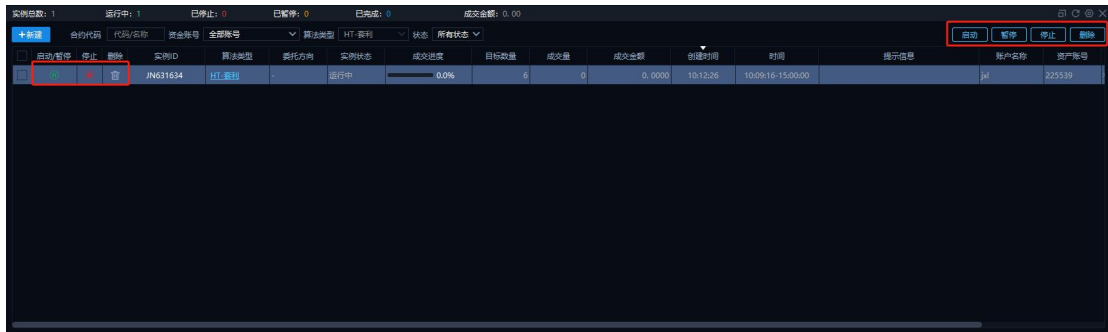 实例总数: 1 运行中: 1 已停止: 0 已暂停: 0 已完成: 0 成交金额: 0.00
+新建 合约代码 代码/名称 资金账号 全部账号 算法类型 HT-套利 状态 所有状态 启动 暂停 停止 删除
启动/暂停 停止 删除 实例ID 算法类型 委托方向 实例状态 成交进度 目标数量 成交量 成交金额 创建时间 时间 提示信息 账户名称 资产账号
JN631634 HT-套利 - 运行中 0.0% 6 0 0.0000 10:12:26 10:09:16-15:00:00 jxl 225539